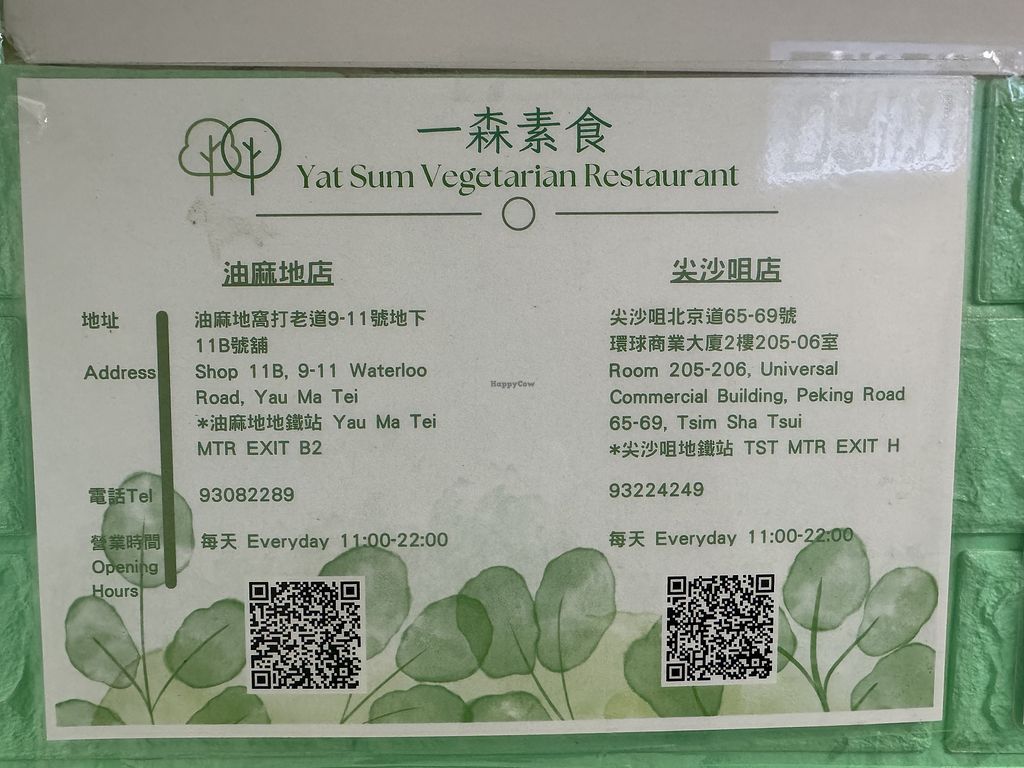 一森素食
Yat Sum Vegetarian Restaurant
油麻地店
地址
Address
油麻地窩打老道9-11號地下
11B號舖
Shop 11B, 9-11 Waterloo
Road, Yau Ma Tei
*油麻地地鐵站 Yau Ma Tei
MTR EXIT B2
電話Tel
93082289
營業時間
Opening
Hours
每天 Everyday 11:00-22:00
尖沙咀店
尖沙咀北京道65-69號
環球商業大廈2樓205-06室
Room 205-206, Universal
Commercial Building, Peking Road
65-69, Tsim Sha Tsui
*尖沙咀地鐵站 TST MTR EXIT H
93224249
每天 Everyday 11:00-22:00
HappyCow